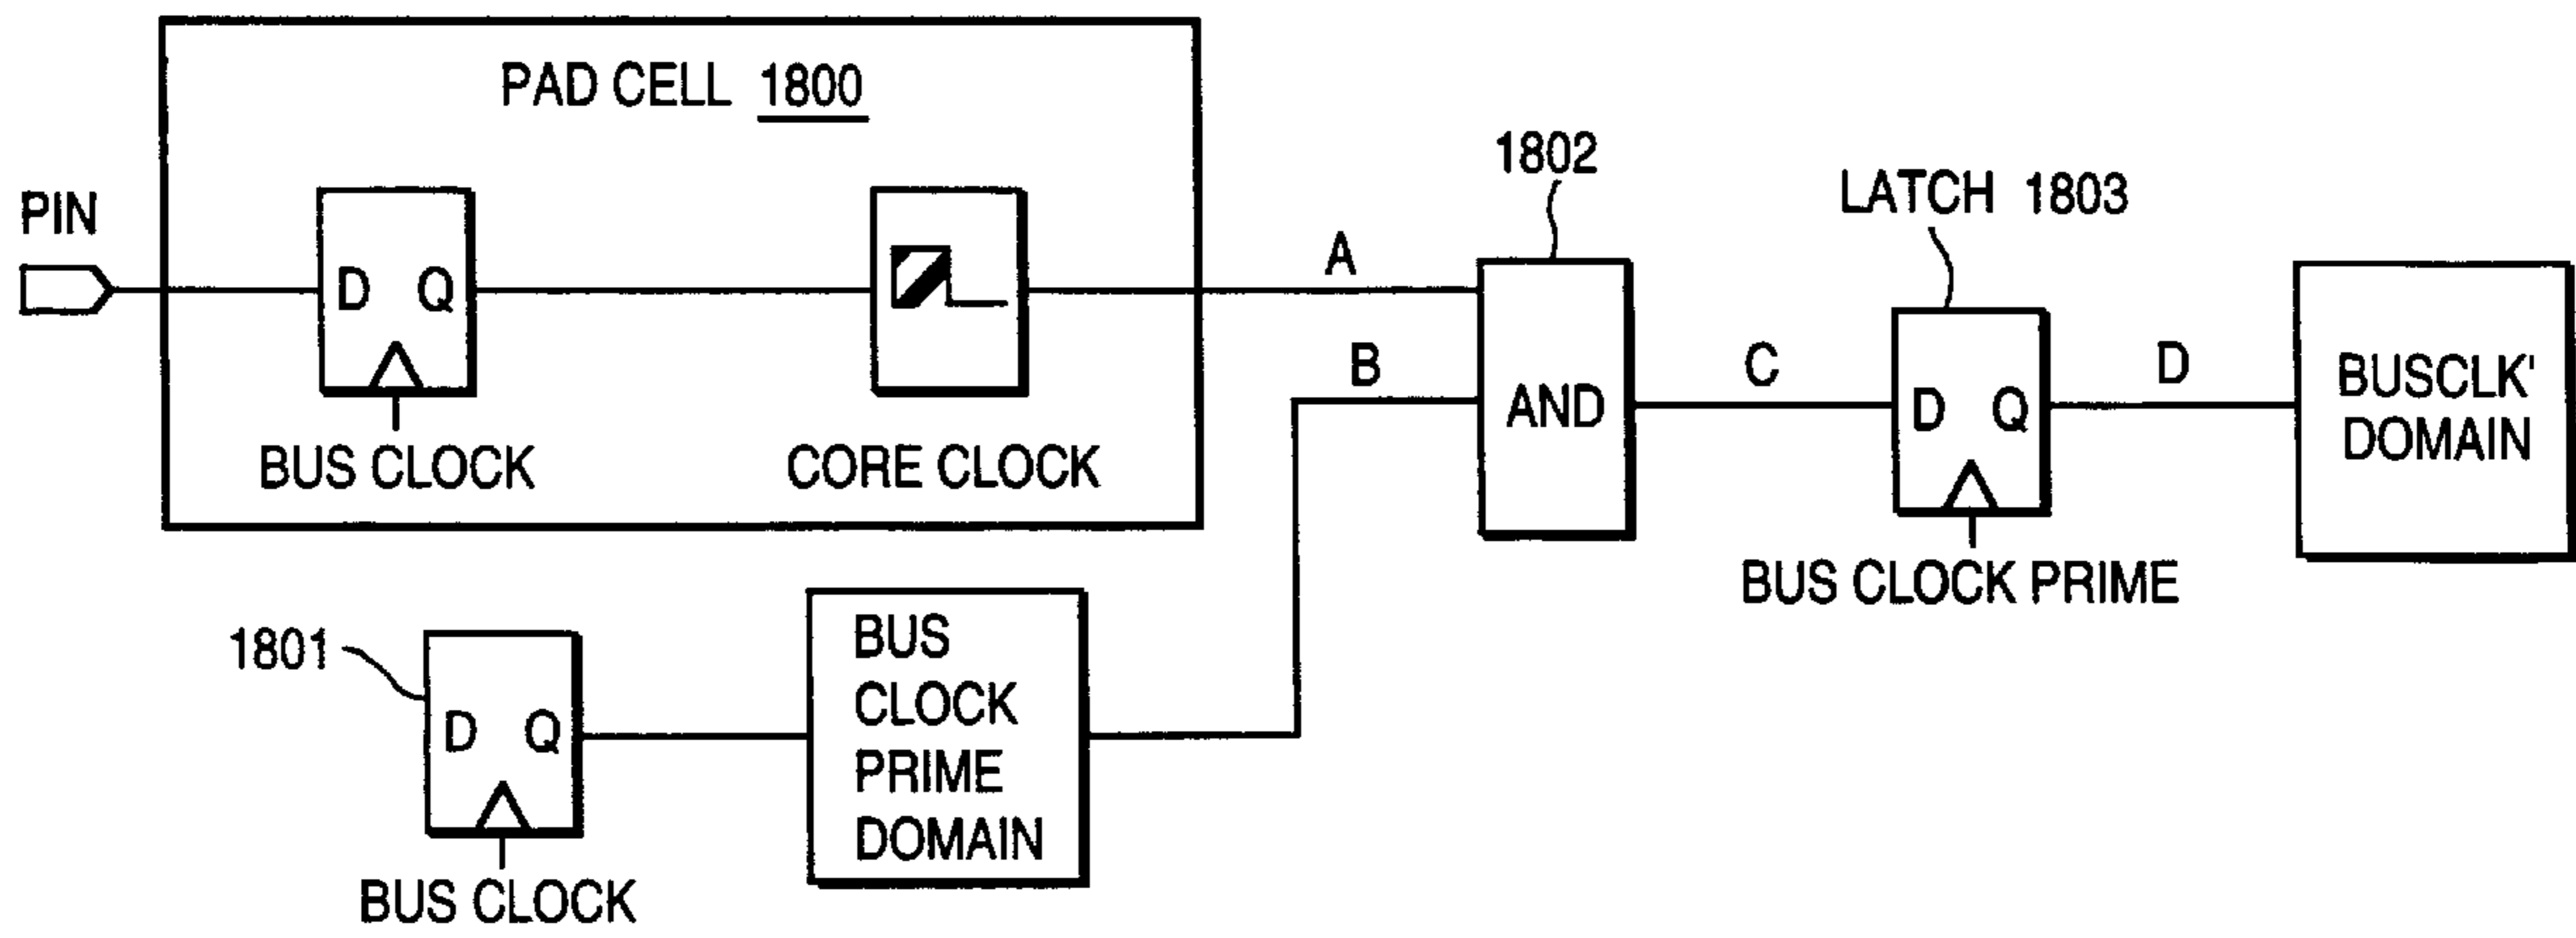 PAD CELL 1800
PIN
D Q
BUS CLOCK
CORE CLOCK
A
B
1802
AND
C
LATCH 1803
D Q
BUS CLOCK PRIME
D
BUSCLK'
DOMAIN
1801
D Q
BUS CLOCK
BUS
CLOCK
PRIME
DOMAIN